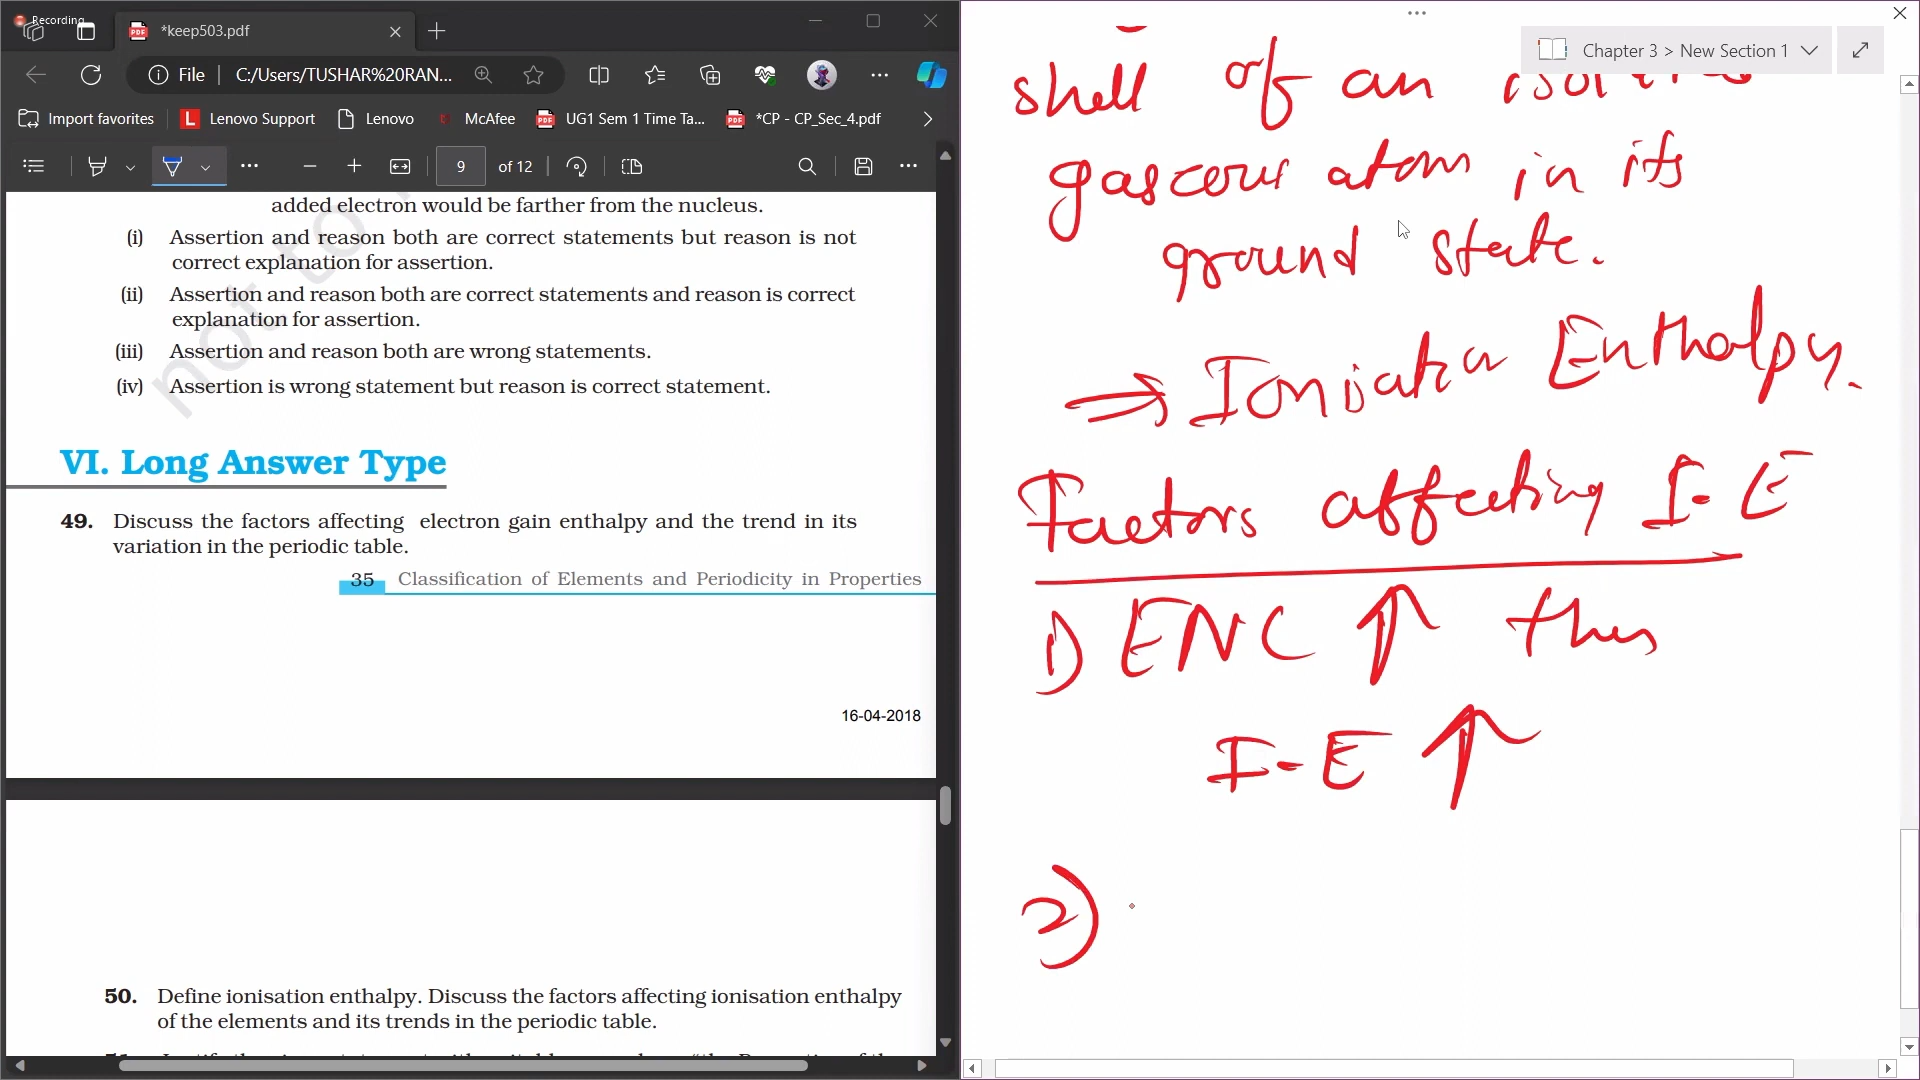 Recording
*keep503.pdf
File
C:/Users/TUSHAR%20RAN...
Import favorites
Lenovo Support
Lenovo
McAfee
UG1 Sem 1 Time Ta...
*CP - CP_Sec_4.pdf
9 of 12
not to
added electron would be farther from the nucleus.
(i) Assertion and reason both are correct statements but reason is not
correct explanation for assertion.
(ii) Assertion and reason both are correct statements and reason is correct
explanation for assertion.
(iii) Assertion and reason both are wrong statements.
(iv) Assertion is wrong statement but reason is correct statement.
VI. Long Answer Type
49. Discuss the factors affecting electron gain enthalpy and the trend in its
variation in the periodic table.
35 Classification of Elements and Periodicity in Properties
16-04-2018
50. Define ionisation enthalpy. Discuss the factors affecting ionisation enthalpy
of the elements and its trends in the periodic table.
Chapter 3 > New Section 1
shell of an
gaseous atom in its
ground state.
⇒ Ionization Enthalpy.
Factors affecting I-E
1) ENC ↑ thus
I-E ↑
2)